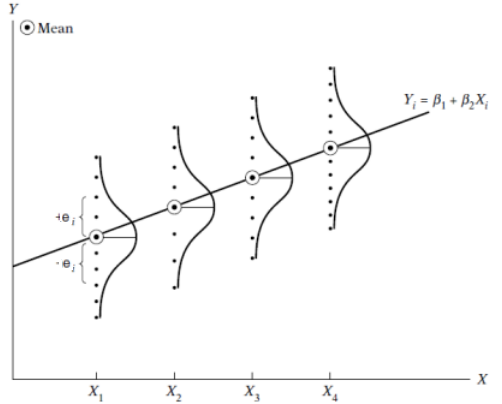 Y
Mean
Yᵢ = β₁ + β₂Xᵢ
+eᵢ
-eᵢ
X
X₁ X₂ X₃ X₄